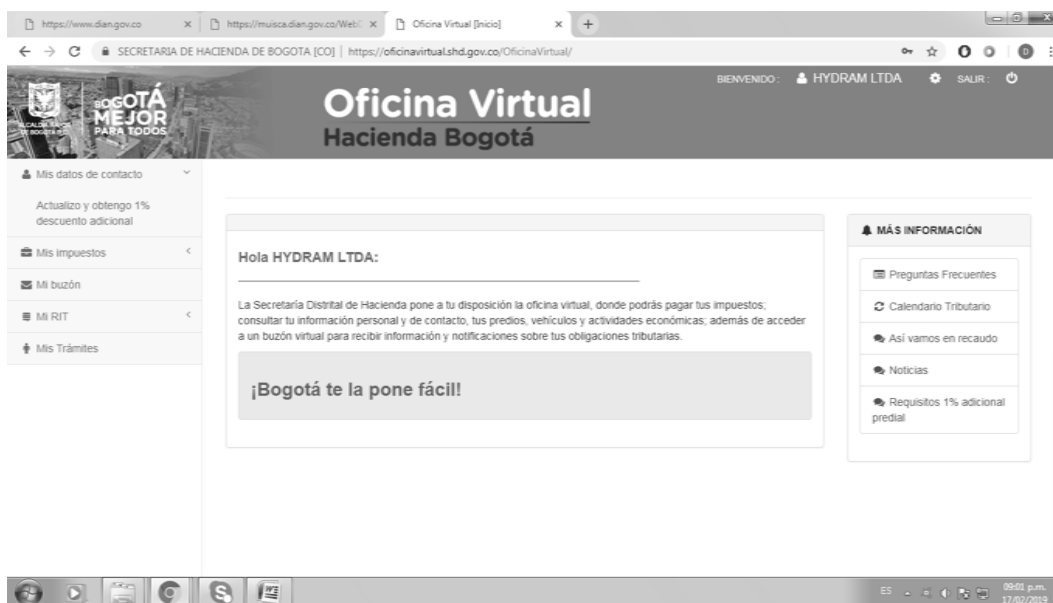 https://www.dian.gov.co
https://muisca.dian.gov.co/Web
Oficina Virtual [Inicio]
SECRETARIA DE HACIENDA DE BOGOTA [CO] | https://oficinavirtual.shd.gov.co/OficinaVirtual/
BIENVENIDO: HYDRAM LTDA SALIR:
BOGOTÁ
MEJOR
PARA TODOS
ALCALDÍA MAYOR
DE BOGOTÁ D.C.
Oficina Virtual
Hacienda Bogotá
Mis datos de contacto
Actualizo y obtengo 1%
descuento adicional
Mis impuestos
Mi buzón
Mi RIT
Mis Trámites
Hola HYDRAM LTDA:
La Secretaría Distrital de Hacienda pone a tu disposición la oficina virtual, donde podrás pagar tus impuestos;
consultar tu información personal y de contacto, tus predios, vehículos y actividades económicas; además de acceder
a un buzón virtual para recibir información y notificaciones sobre tus obligaciones tributarias.
¡Bogotá te la pone fácil!
MÁS INFORMACIÓN
Preguntas Frecuentes
Calendario Tributario
Así vamos en recaudo
Noticias
Requisitos 1% adicional
predial
ES
09:01 p.m.
17/02/2019